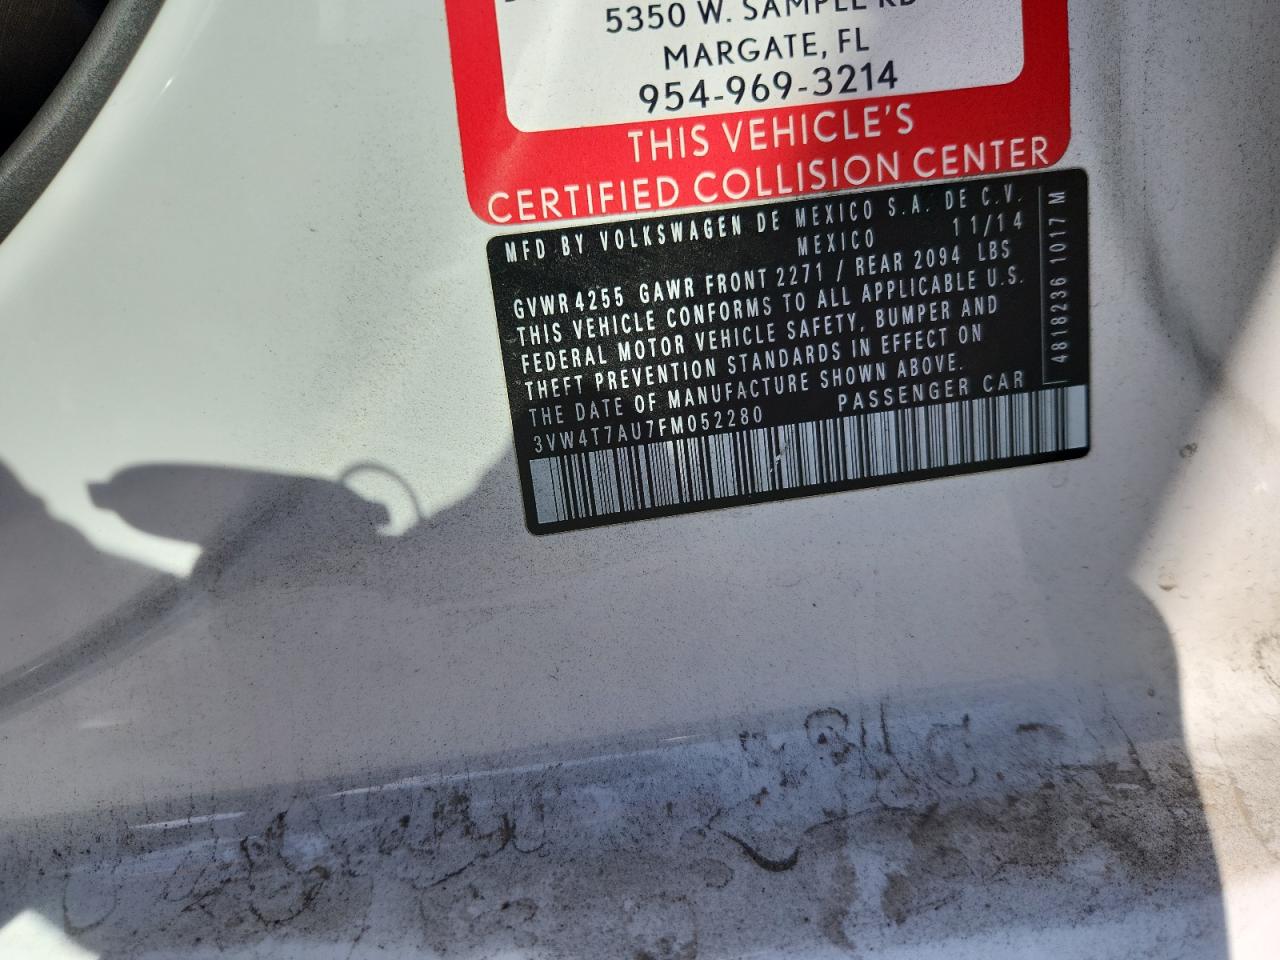 5350 W. SAMPLE RD
MARGATE, FL
954-969-3214
THIS VEHICLE'S
CERTIFIED COLLISION CENTER
MFD BY VOLKSWAGEN DE MEXICO S.A. DE C.V.
MEXICO 11/14
GVWR 4255 GAWR FRONT 2271 / REAR 2094 LBS
THIS VEHICLE CONFORMS TO ALL APPLICABLE U.S.
FEDERAL MOTOR VEHICLE SAFETY, BUMPER AND
THEFT PREVENTION STANDARDS IN EFFECT ON
THE DATE OF MANUFACTURE SHOWN ABOVE.
3VW4T7AU7FM052280 PASSENGER CAR
4818236 1017 M